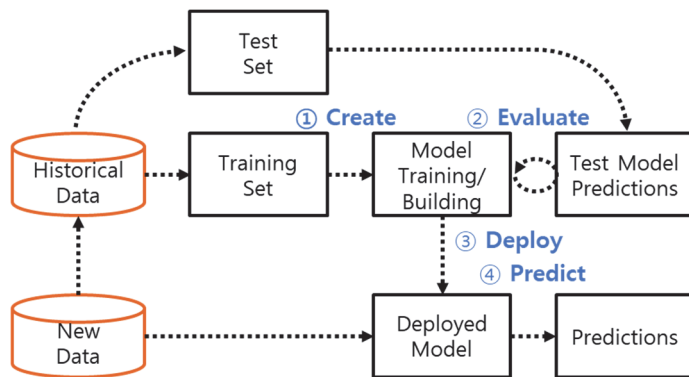 Test
Set
① Create
② Evaluate
Historical
Data
Training
Set
Model
Training/
Building
Test Model
Predictions
③ Deploy
④ Predict
New
Data
Deployed
Model
Predictions